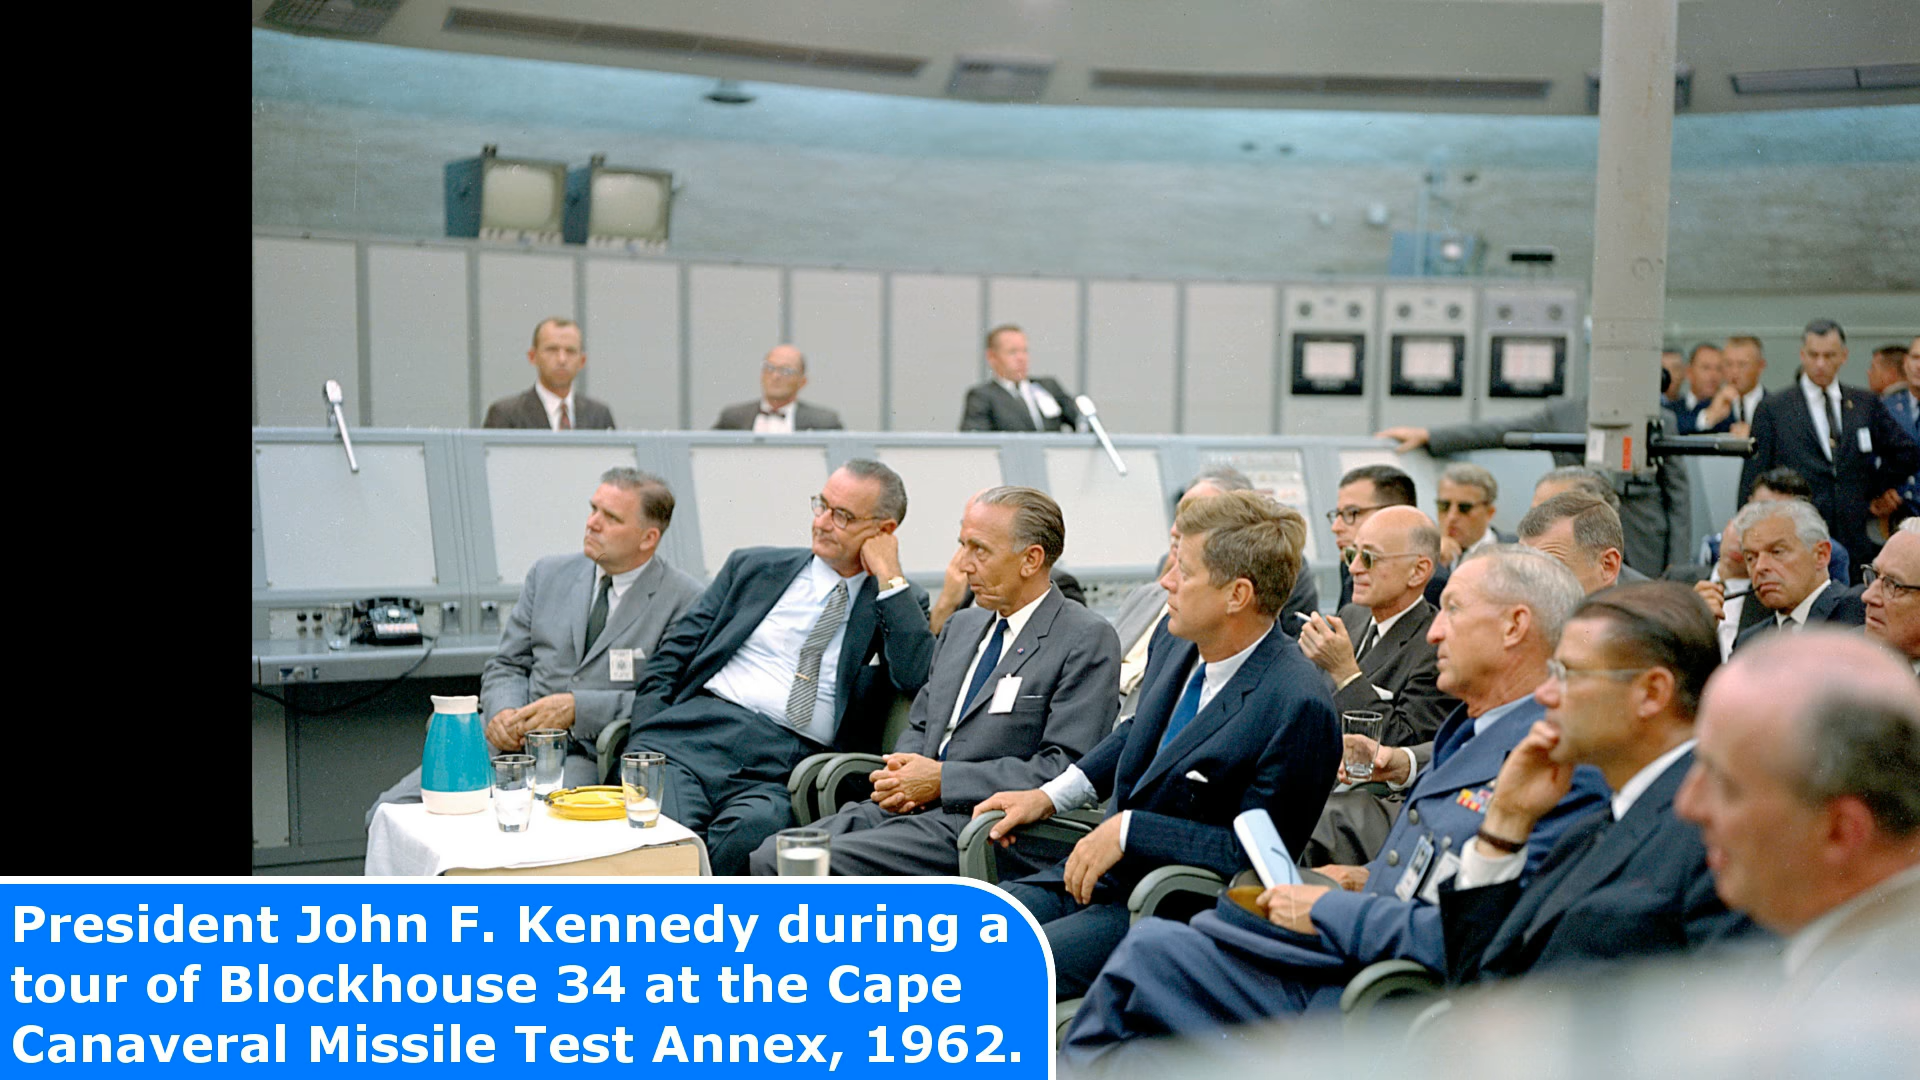 President John F. Kennedy during a
tour of Blockhouse 34 at the Cape
Canaveral Missile Test Annex, 1962.